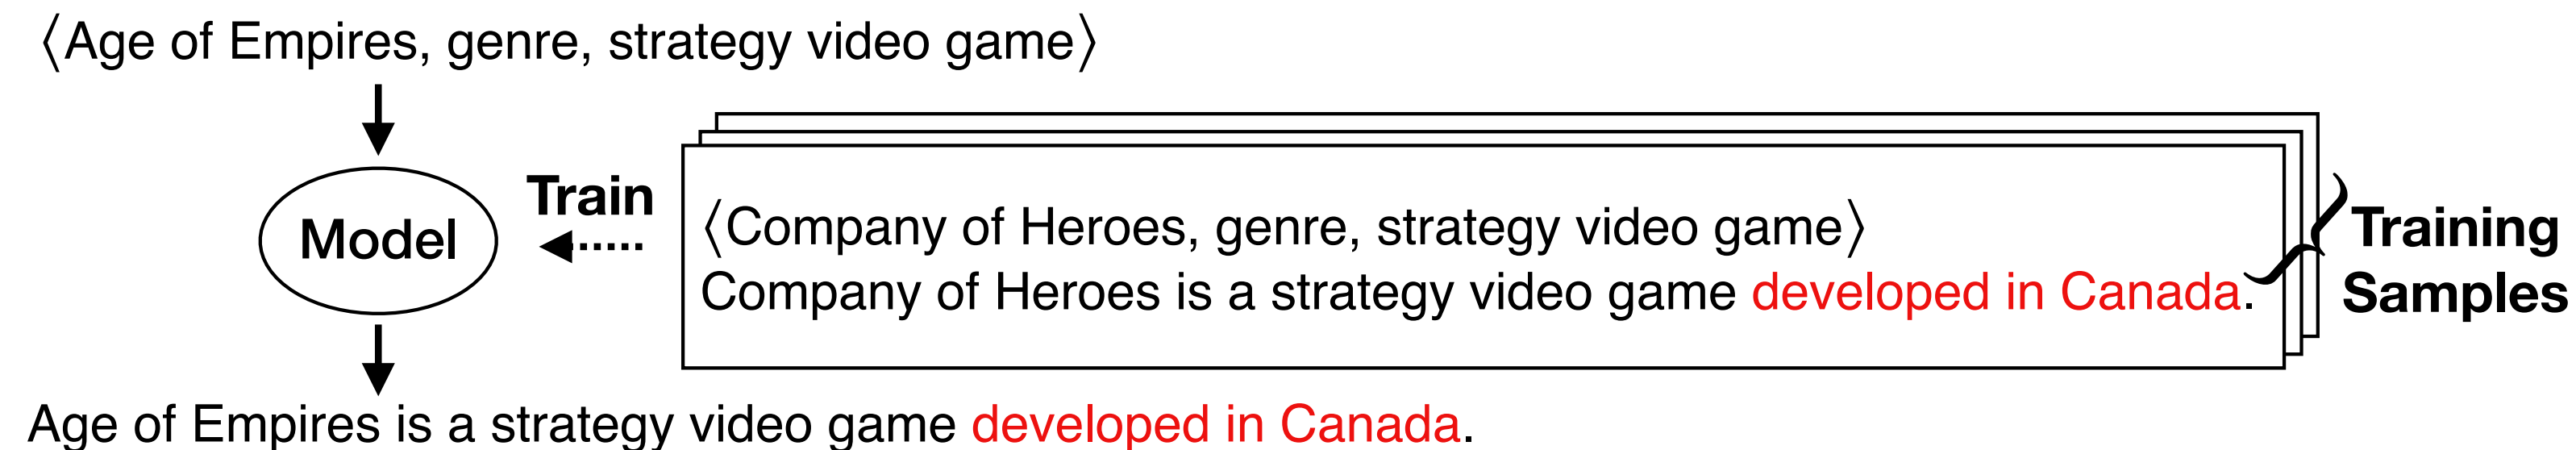 ⟨Age of Empires, genre, strategy video game⟩
Model
Train
⟨Company of Heroes, genre, strategy video game⟩
Company of Heroes is a strategy video game developed in Canada.
Training
Samples
Age of Empires is a strategy video game developed in Canada.